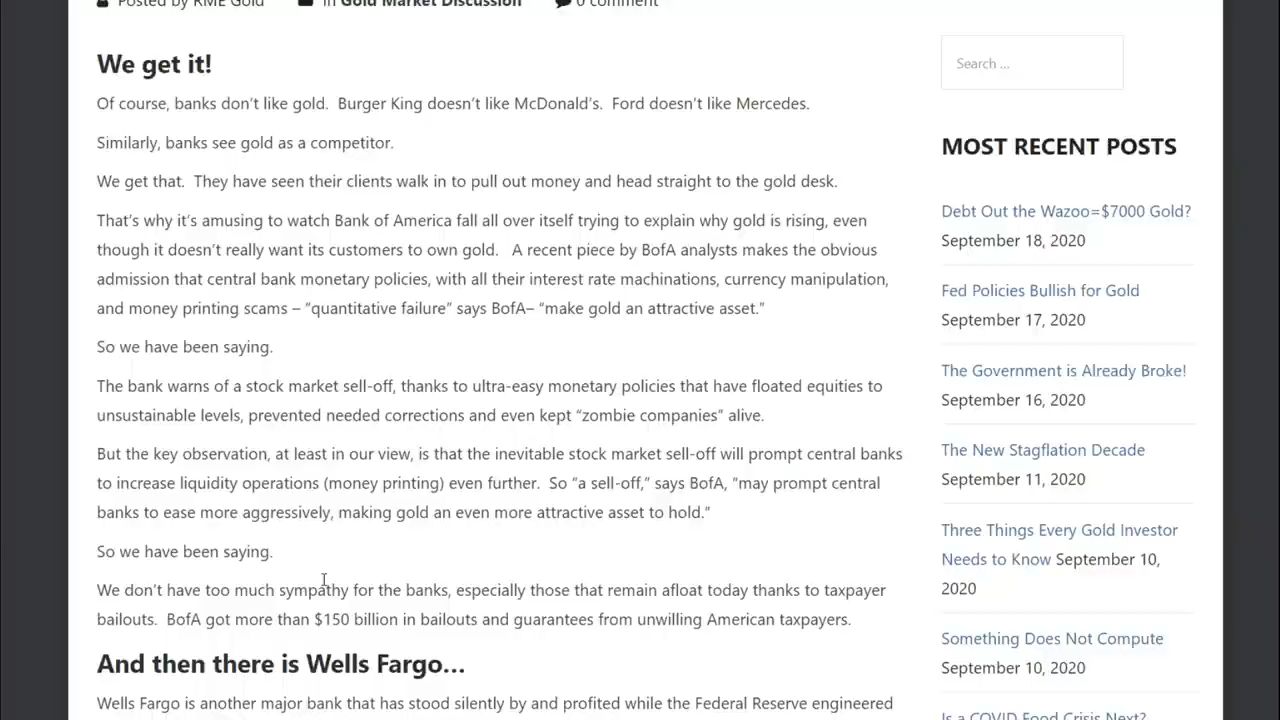 Posted by RME Gold in Gold Market Discussion 0 comment
We get it!
Of course, banks don’t like gold.  Burger King doesn’t like McDonald’s.  Ford doesn’t like Mercedes.
Similarly, banks see gold as a competitor.
We get that.  They have seen their clients walk in to pull out money and head straight to the gold desk.
That’s why it’s amusing to watch Bank of America fall all over itself trying to explain why gold is rising, even
though it doesn’t really want its customers to own gold.   A recent piece by BofA analysts makes the obvious
admission that central bank monetary policies, with all their interest rate machinations, currency manipulation,
and money printing scams – “quantitative failure” says BofA– “make gold an attractive asset.”
So we have been saying.
The bank warns of a stock market sell-off, thanks to ultra-easy monetary policies that have floated equities to
unsustainable levels, prevented needed corrections and even kept “zombie companies” alive.
But the key observation, at least in our view, is that the inevitable stock market sell-off will prompt central banks
to increase liquidity operations (money printing) even further.  So “a sell-off,” says BofA, “may prompt central
banks to ease more aggressively, making gold an even more attractive asset to hold.”
So we have been saying.
We don’t have too much sympathy for the banks, especially those that remain afloat today thanks to taxpayer
bailouts.  BofA got more than $150 billion in bailouts and guarantees from unwilling American taxpayers.
And then there is Wells Fargo…
Wells Fargo is another major bank that has stood silently by and profited while the Federal Reserve engineered
Search ...
MOST RECENT POSTS
Debt Out the Wazoo=$7000 Gold?
September 18, 2020
Fed Policies Bullish for Gold
September 17, 2020
The Government is Already Broke!
September 16, 2020
The New Stagflation Decade
September 11, 2020
Three Things Every Gold Investor
Needs to Know September 10,
2020
Something Does Not Compute
September 10, 2020
Is a COVID Food Crisis Next?